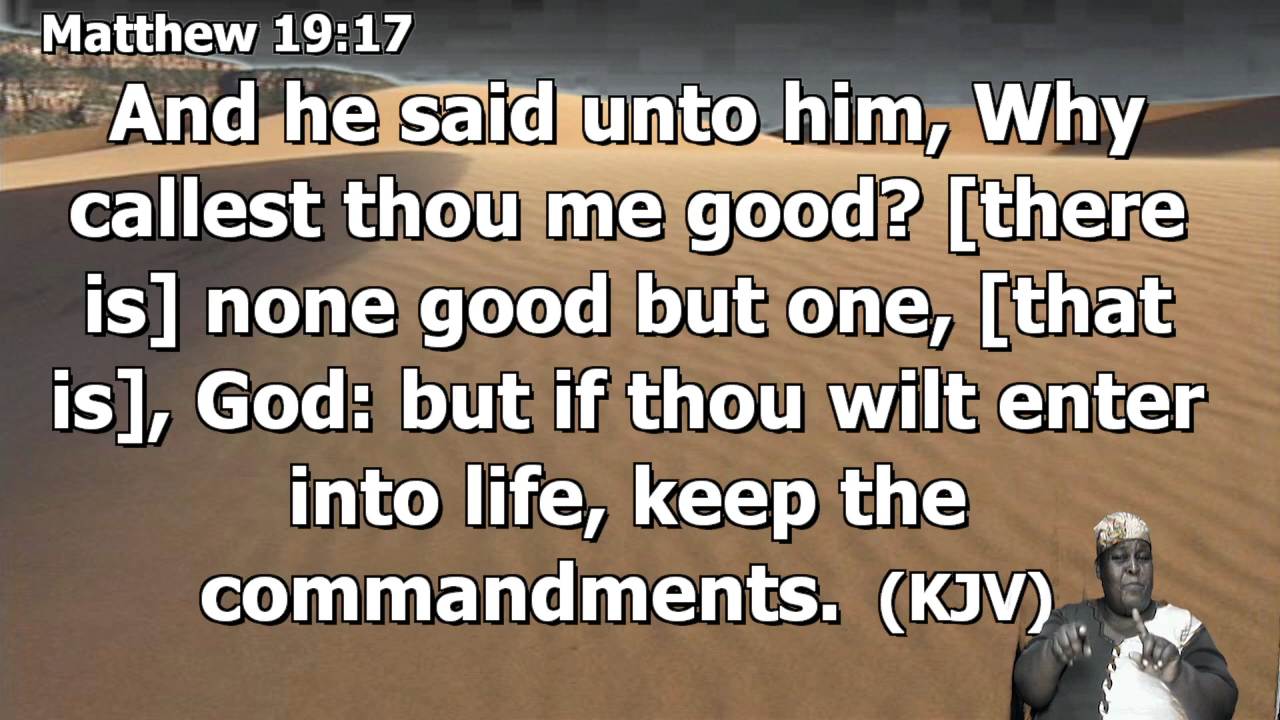 Matthew 19:17
And he said unto him, Why
callest thou me good? [there
is] none good but one, [that
is], God: but if thou wilt enter
into life, keep the
commandments. (KJV)